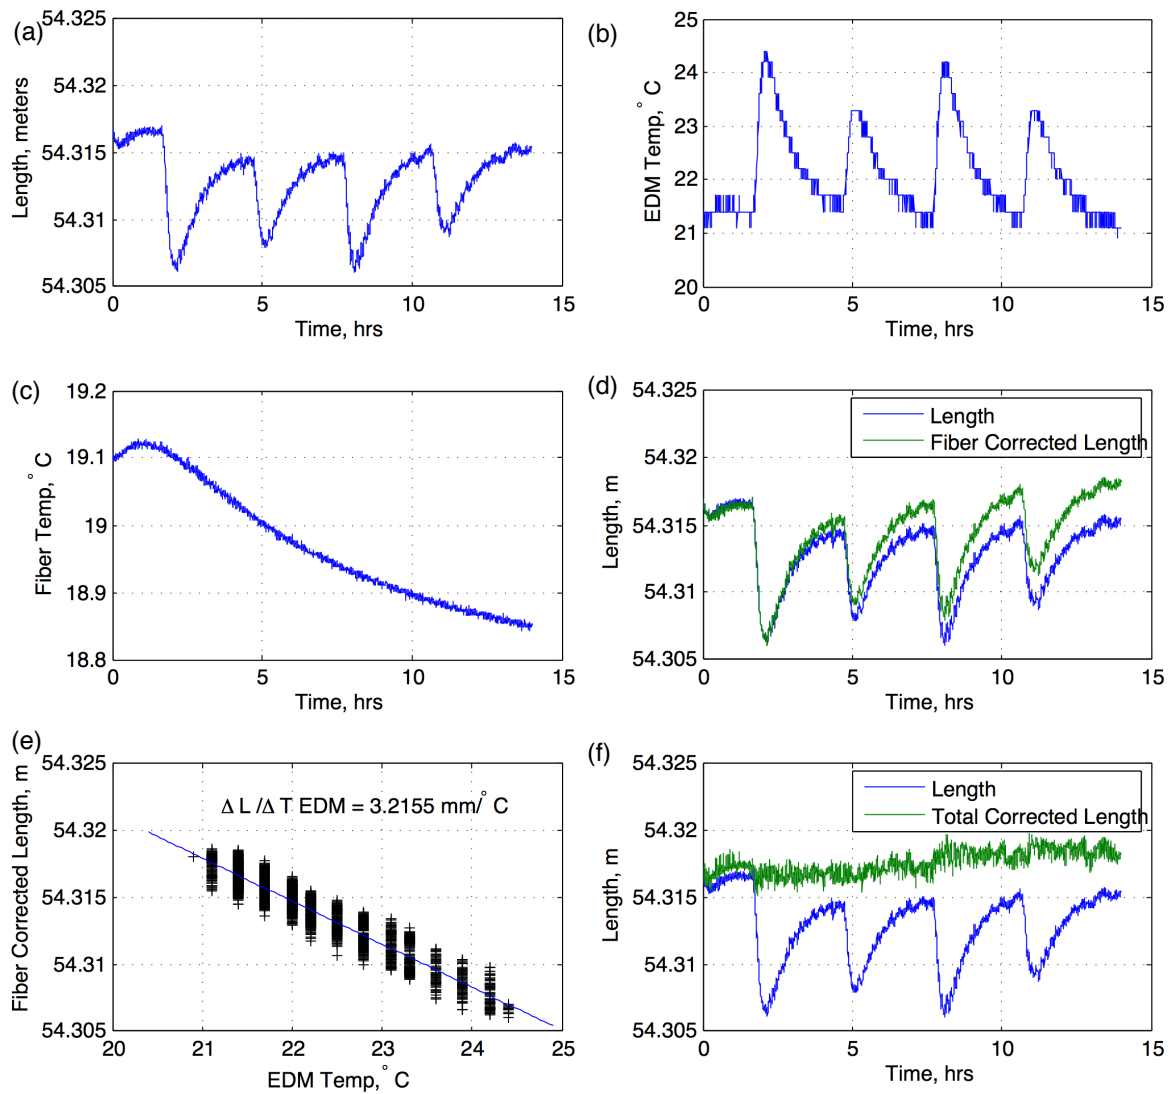 (a)
54.325
54.32
54.315
54.31
54.305
Length, meters
0 5 10 15
Time, hrs
(b)
25
24
23
22
21
20
EDM Temp,° C
0 5 10 15
Time, hrs
(c)
19.2
19.1
19
18.9
18.8
Fiber Temp,° C
0 5 10 15
Time, hrs
(d)
54.325
54.32
54.315
54.31
54.305
Length, m
Length
Fiber Corrected Length
0 5 10 15
Time, hrs
(e)
54.325
54.32
54.315
54.31
54.305
Fiber Corrected Length, m
Δ L /Δ T EDM = 3.2155 mm/° C
20 21 22 23 24 25
EDM Temp,° C
(f)
54.325
54.32
54.315
54.31
54.305
Length, m
Length
Total Corrected Length
0 5 10 15
Time, hrs